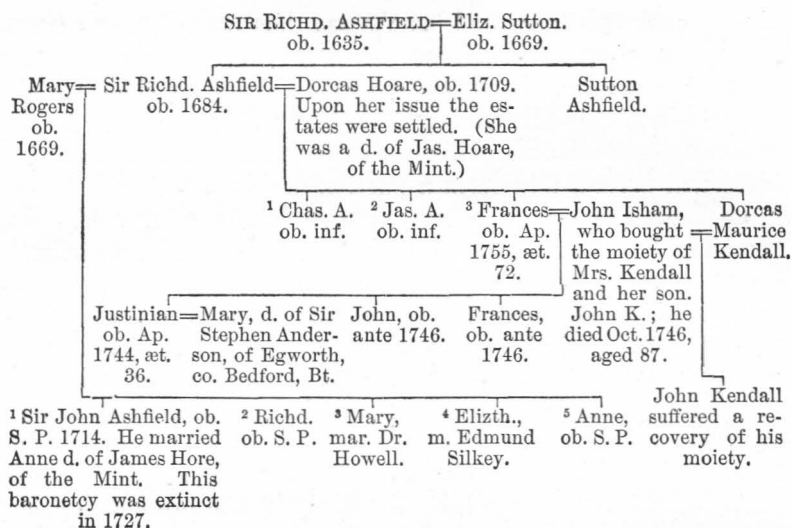 SIR RICHD. ASHFIELD=Eliz. Sutton.
ob. 1635. ob. 1669.
Mary= Sir Richd. Ashfield=Dorcas Hoare, ob. 1709. Sutton
Rogers ob. 1684. Upon her issue the es- Ashfield.
ob. tates were settled. (She
1669. was a d. of Jas. Hoare,
of the Mint.)
¹ Chas. A. ² Jas. A. ³ Frances=John Isham, Dorcas
ob. inf. ob. inf. ob. Ap. who bought =Maurice
1755, æt. the moiety of Kendall.
72. Mrs. Kendall
and her son.
Justinian=Mary, d. of Sir John, ob. Frances, John K.; he
ob. Ap. Stephen Ander- ante 1746. ob. ante died Oct. 1746,
1744, æt. son, of Egworth, 1746. aged 87.
36. co. Bedford, Bt.
John Kendall
¹ Sir John Ashfield, ob. ² Richd. ³ Mary, ⁴ Elizth., ⁵ Anne, suffered a re-
S. P. 1714. He married ob. S. P. mar. Dr. m. Edmund ob. S. P. covery of his
Anne d. of James Hore, Howell. Silkey. moiety.
of the Mint. This
baronetcy was extinct
in 1727.